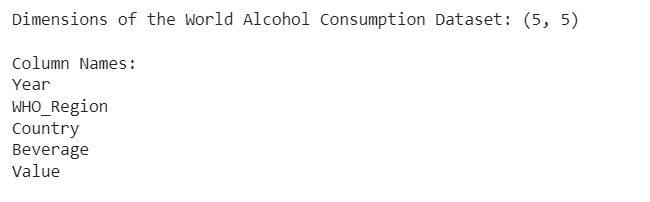 Dimensions of the World Alcohol Consumption Dataset: (5, 5)
Column Names:
Year
WHO_Region
Country
Beverage
Value